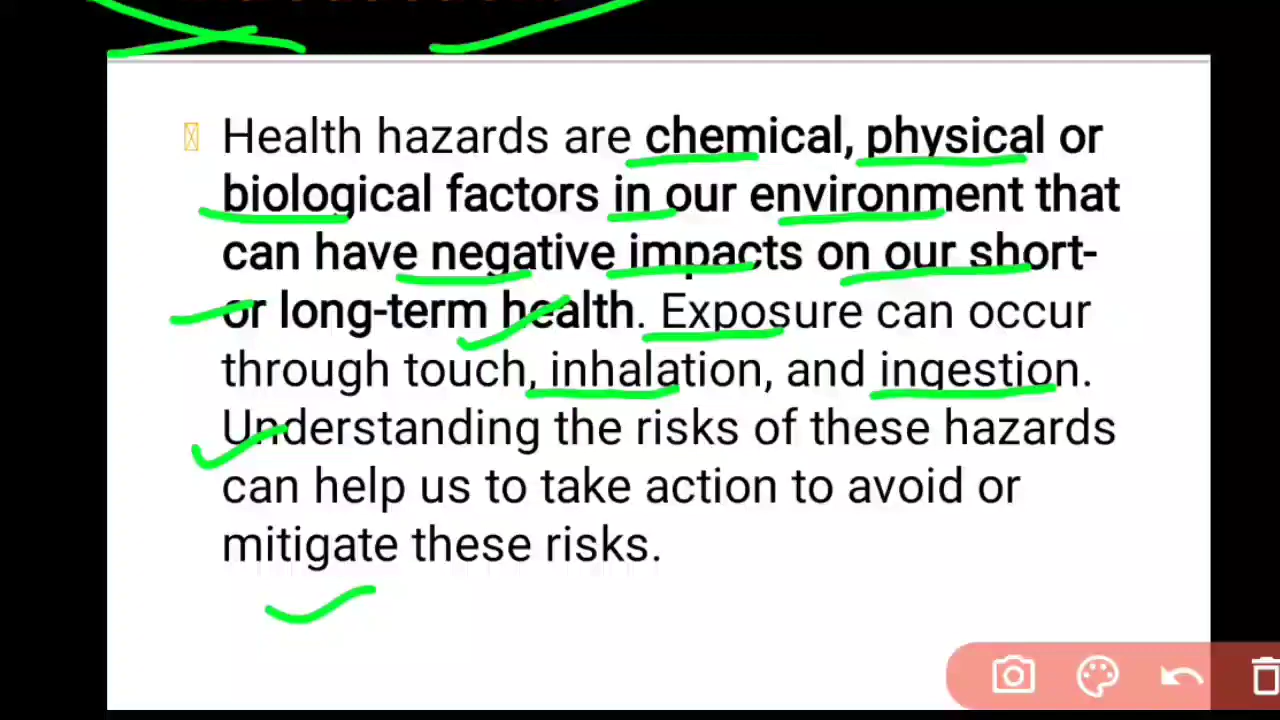 Health hazards are chemical, physical or
biological factors in our environment that
can have negative impacts on our short-
or long-term health. Exposure can occur
through touch, inhalation, and ingestion.
Understanding the risks of these hazards
can help us to take action to avoid or
mitigate these risks.